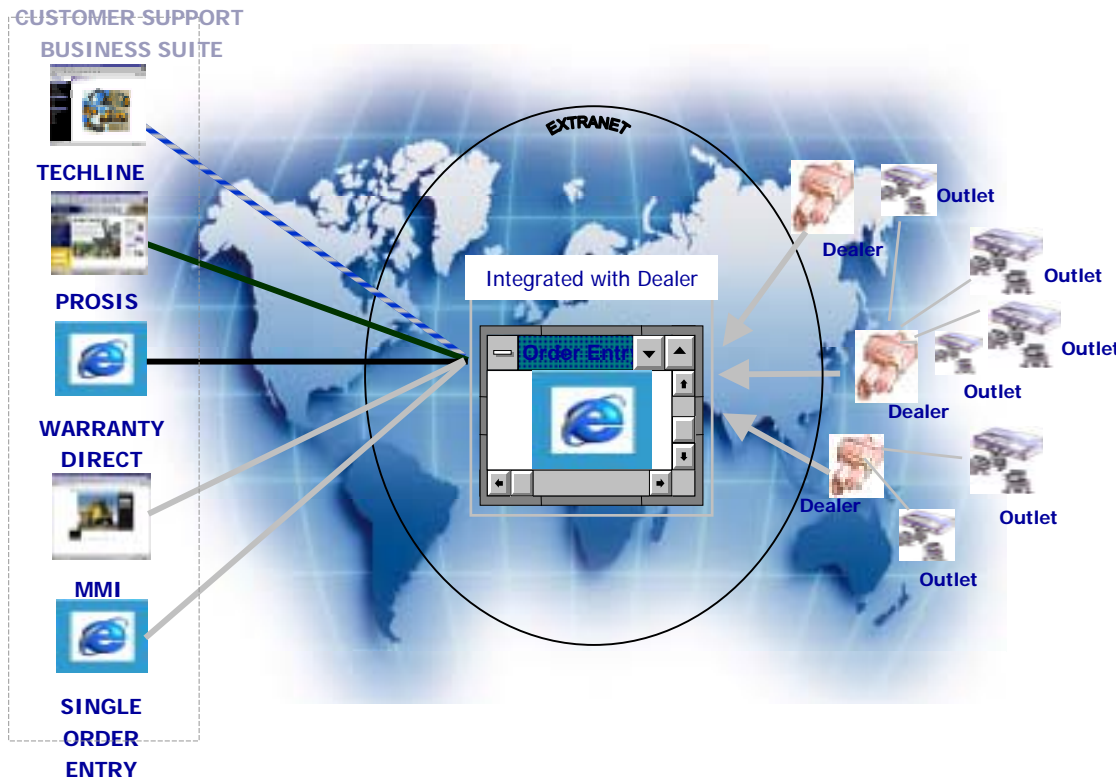 CUSTOMER SUPPORT
BUSINESS SUITE
TECHLINE
PROSIS
WARRANTY
DIRECT
MMI
SINGLE
ORDER
ENTRY
EXTRANET
Integrated with Dealer
Order Entr
Dealer
Outlet
Outlet
Outlet
Outlet
Dealer
Outlet
Dealer
Outlet